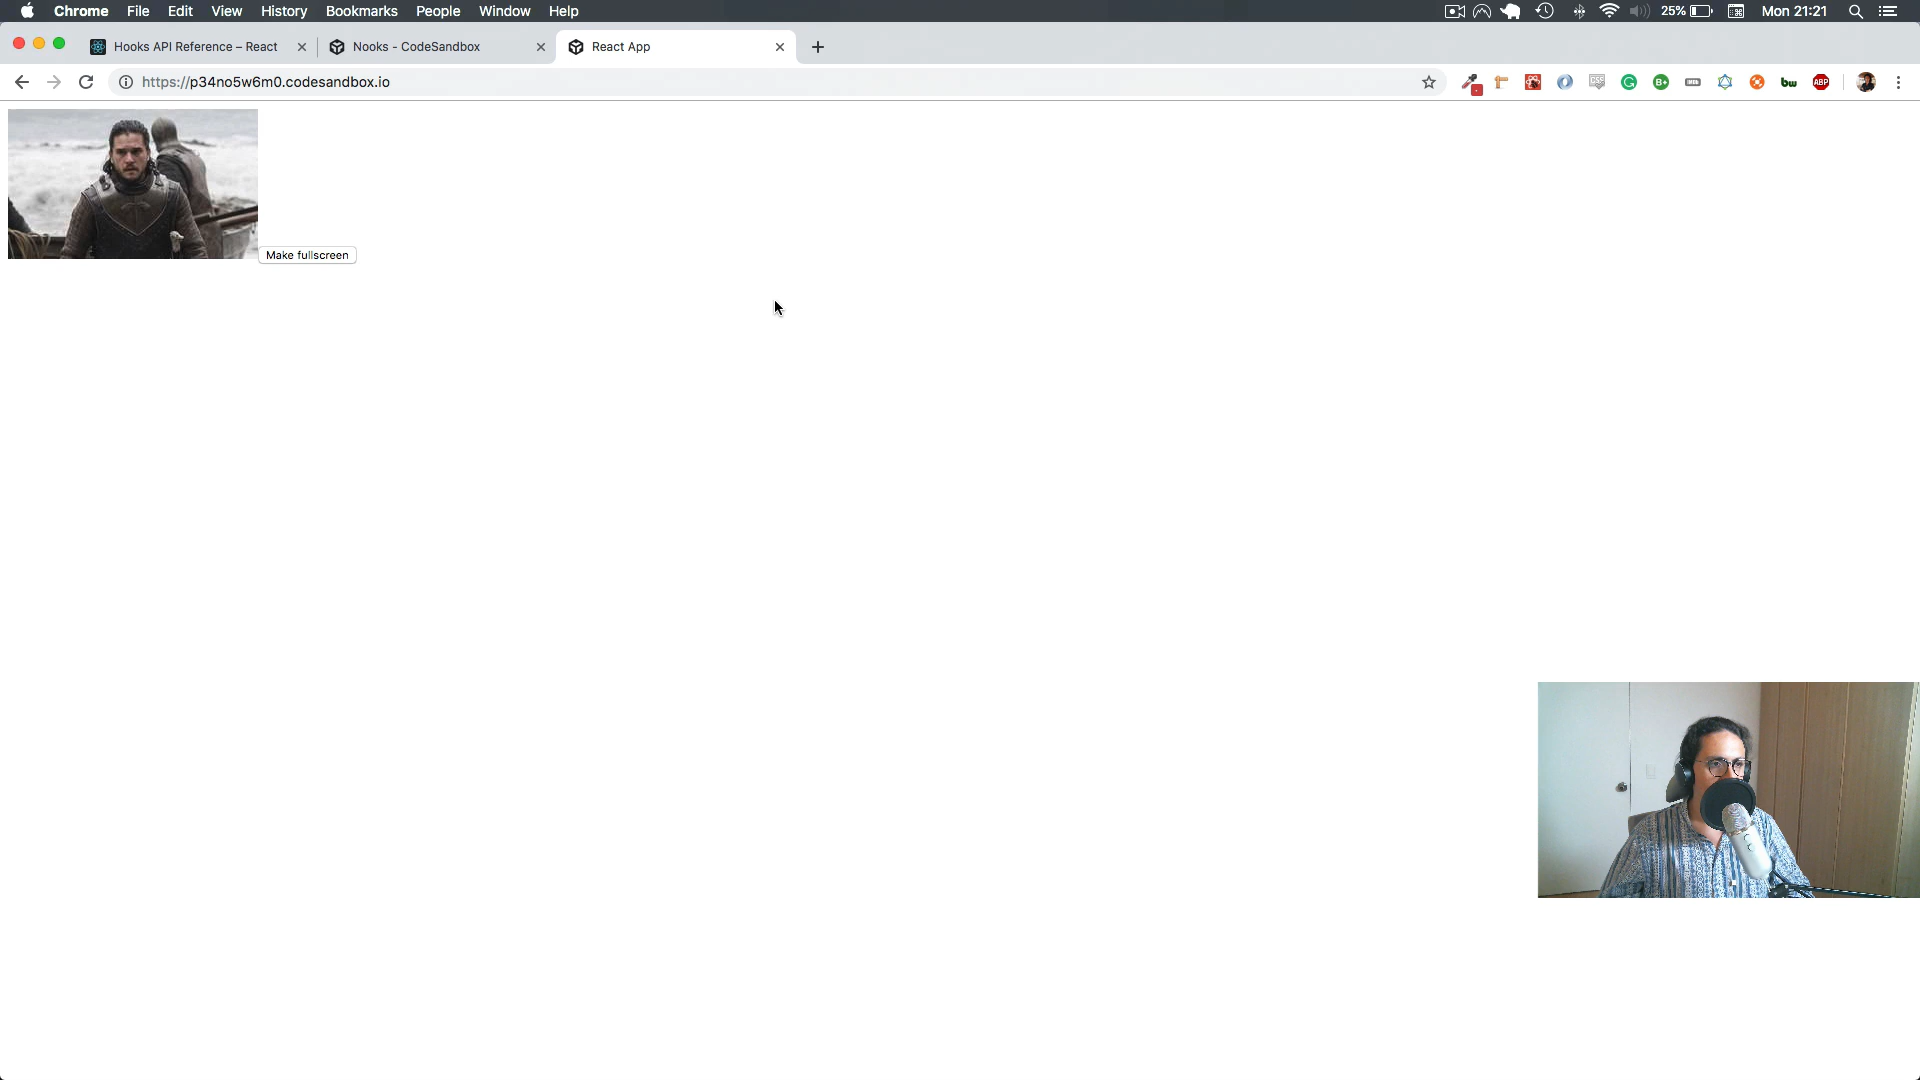 Chrome File Edit View History Bookmarks People Window Help 25% Mon 21:21
Hooks API Reference – React Nooks - CodeSandbox React App
https://p34no5w6m0.codesandbox.io
ABP
Make fullscreen